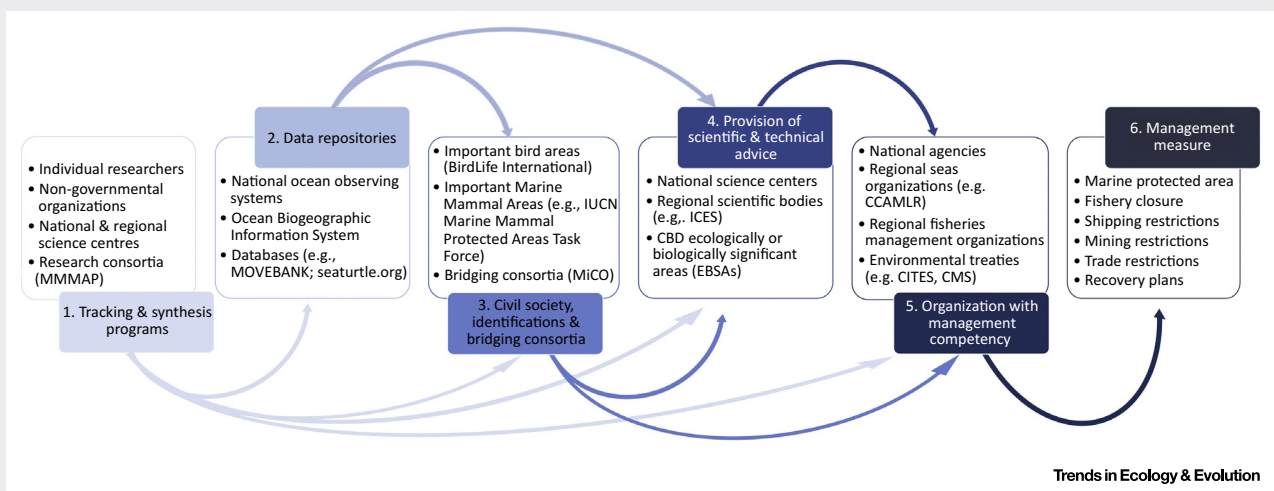 • Individual researchers
• Non-governmental
organizations
• National & regional
science centres
• Research consortia
(MMMAP)
1. Tracking & synthesis
programs
2. Data repositories
• National ocean observing
systems
• Ocean Biogeographic
Information System
• Databases (e.g.,
MOVEBANK; seaturtle.org)
• Important bird areas
(BirdLife International)
• Important Marine
Mammal Areas (e.g., IUCN
Marine Mammal
Protected Areas Task
Force)
• Bridging consortia (MiCO)
3. Civil society,
identifications &
bridging consortia
4. Provision of
scientific & technical
advice
• National science centers
• Regional scientific bodies
(e.g,. ICES)
• CBD ecologically or
biologically significant
areas (EBSAs)
• National agencies
• Regional seas
organizations (e.g.
CCAMLR)
• Regional fisheries
management organizations
• Environmental treaties
(e.g. CITES, CMS)
5. Organization with
management
competency
6. Management
measure
• Marine protected area
• Fishery closure
• Shipping restrictions
• Mining restrictions
• Trade restrictions
• Recovery plans
Trends in Ecology & Evolution